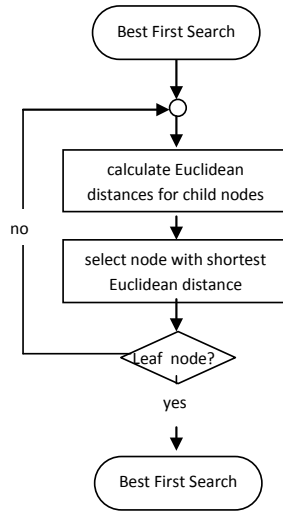 Best First Search
calculate Euclidean
distances for child nodes
no
select node with shortest
Euclidean distance
Leaf node?
yes
Best First Search